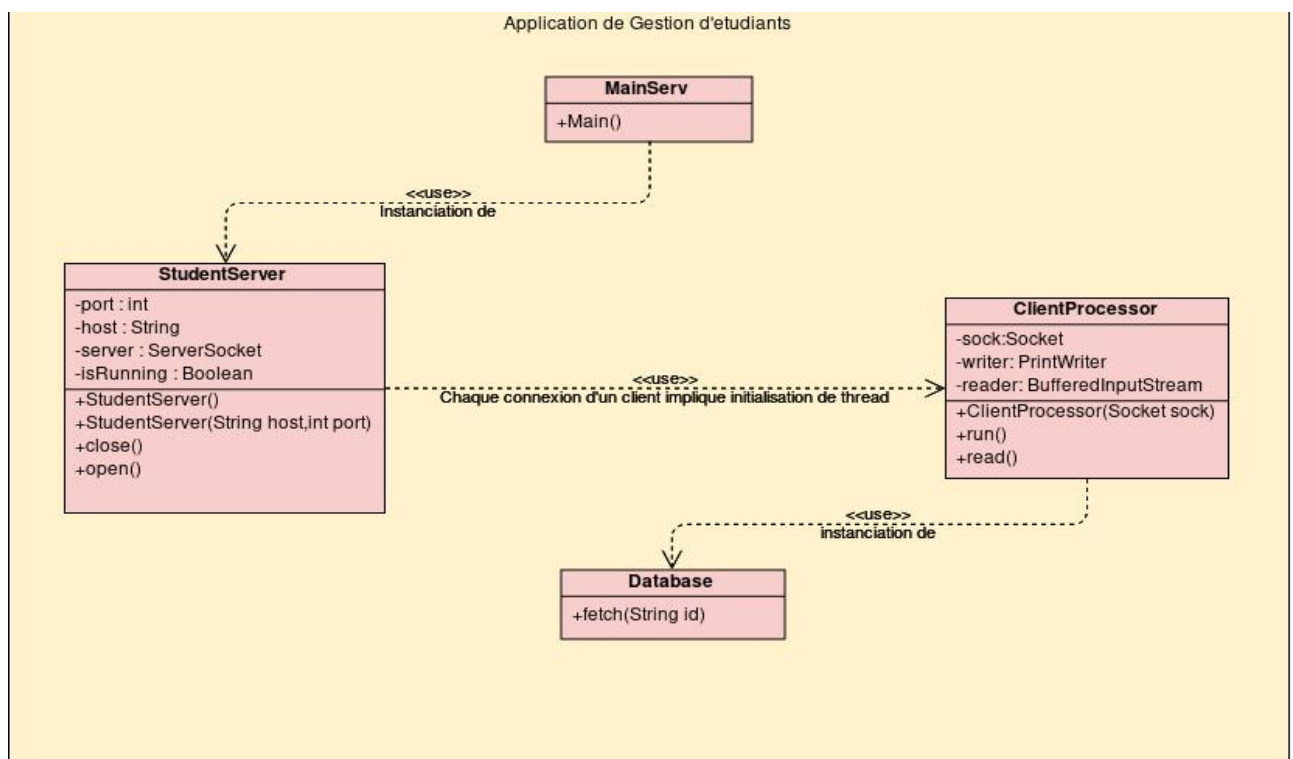 Application de Gestion d'etudiants
MainServ
+Main()
<<use>>
Instanciation de
StudentServer
-port : int
-host : String
-server : ServerSocket
-isRunning : Boolean
+StudentServer()
+StudentServer(String host,int port)
+close()
+open()
<<use>>
Chaque connexion d'un client implique initialisation de thread
ClientProcessor
-sock:Socket
-writer: PrintWriter
-reader: BufferedInputStream
+ClientProcessor(Socket sock)
+run()
+read()
<<use>>
instanciation de
Database
+fetch(String id)